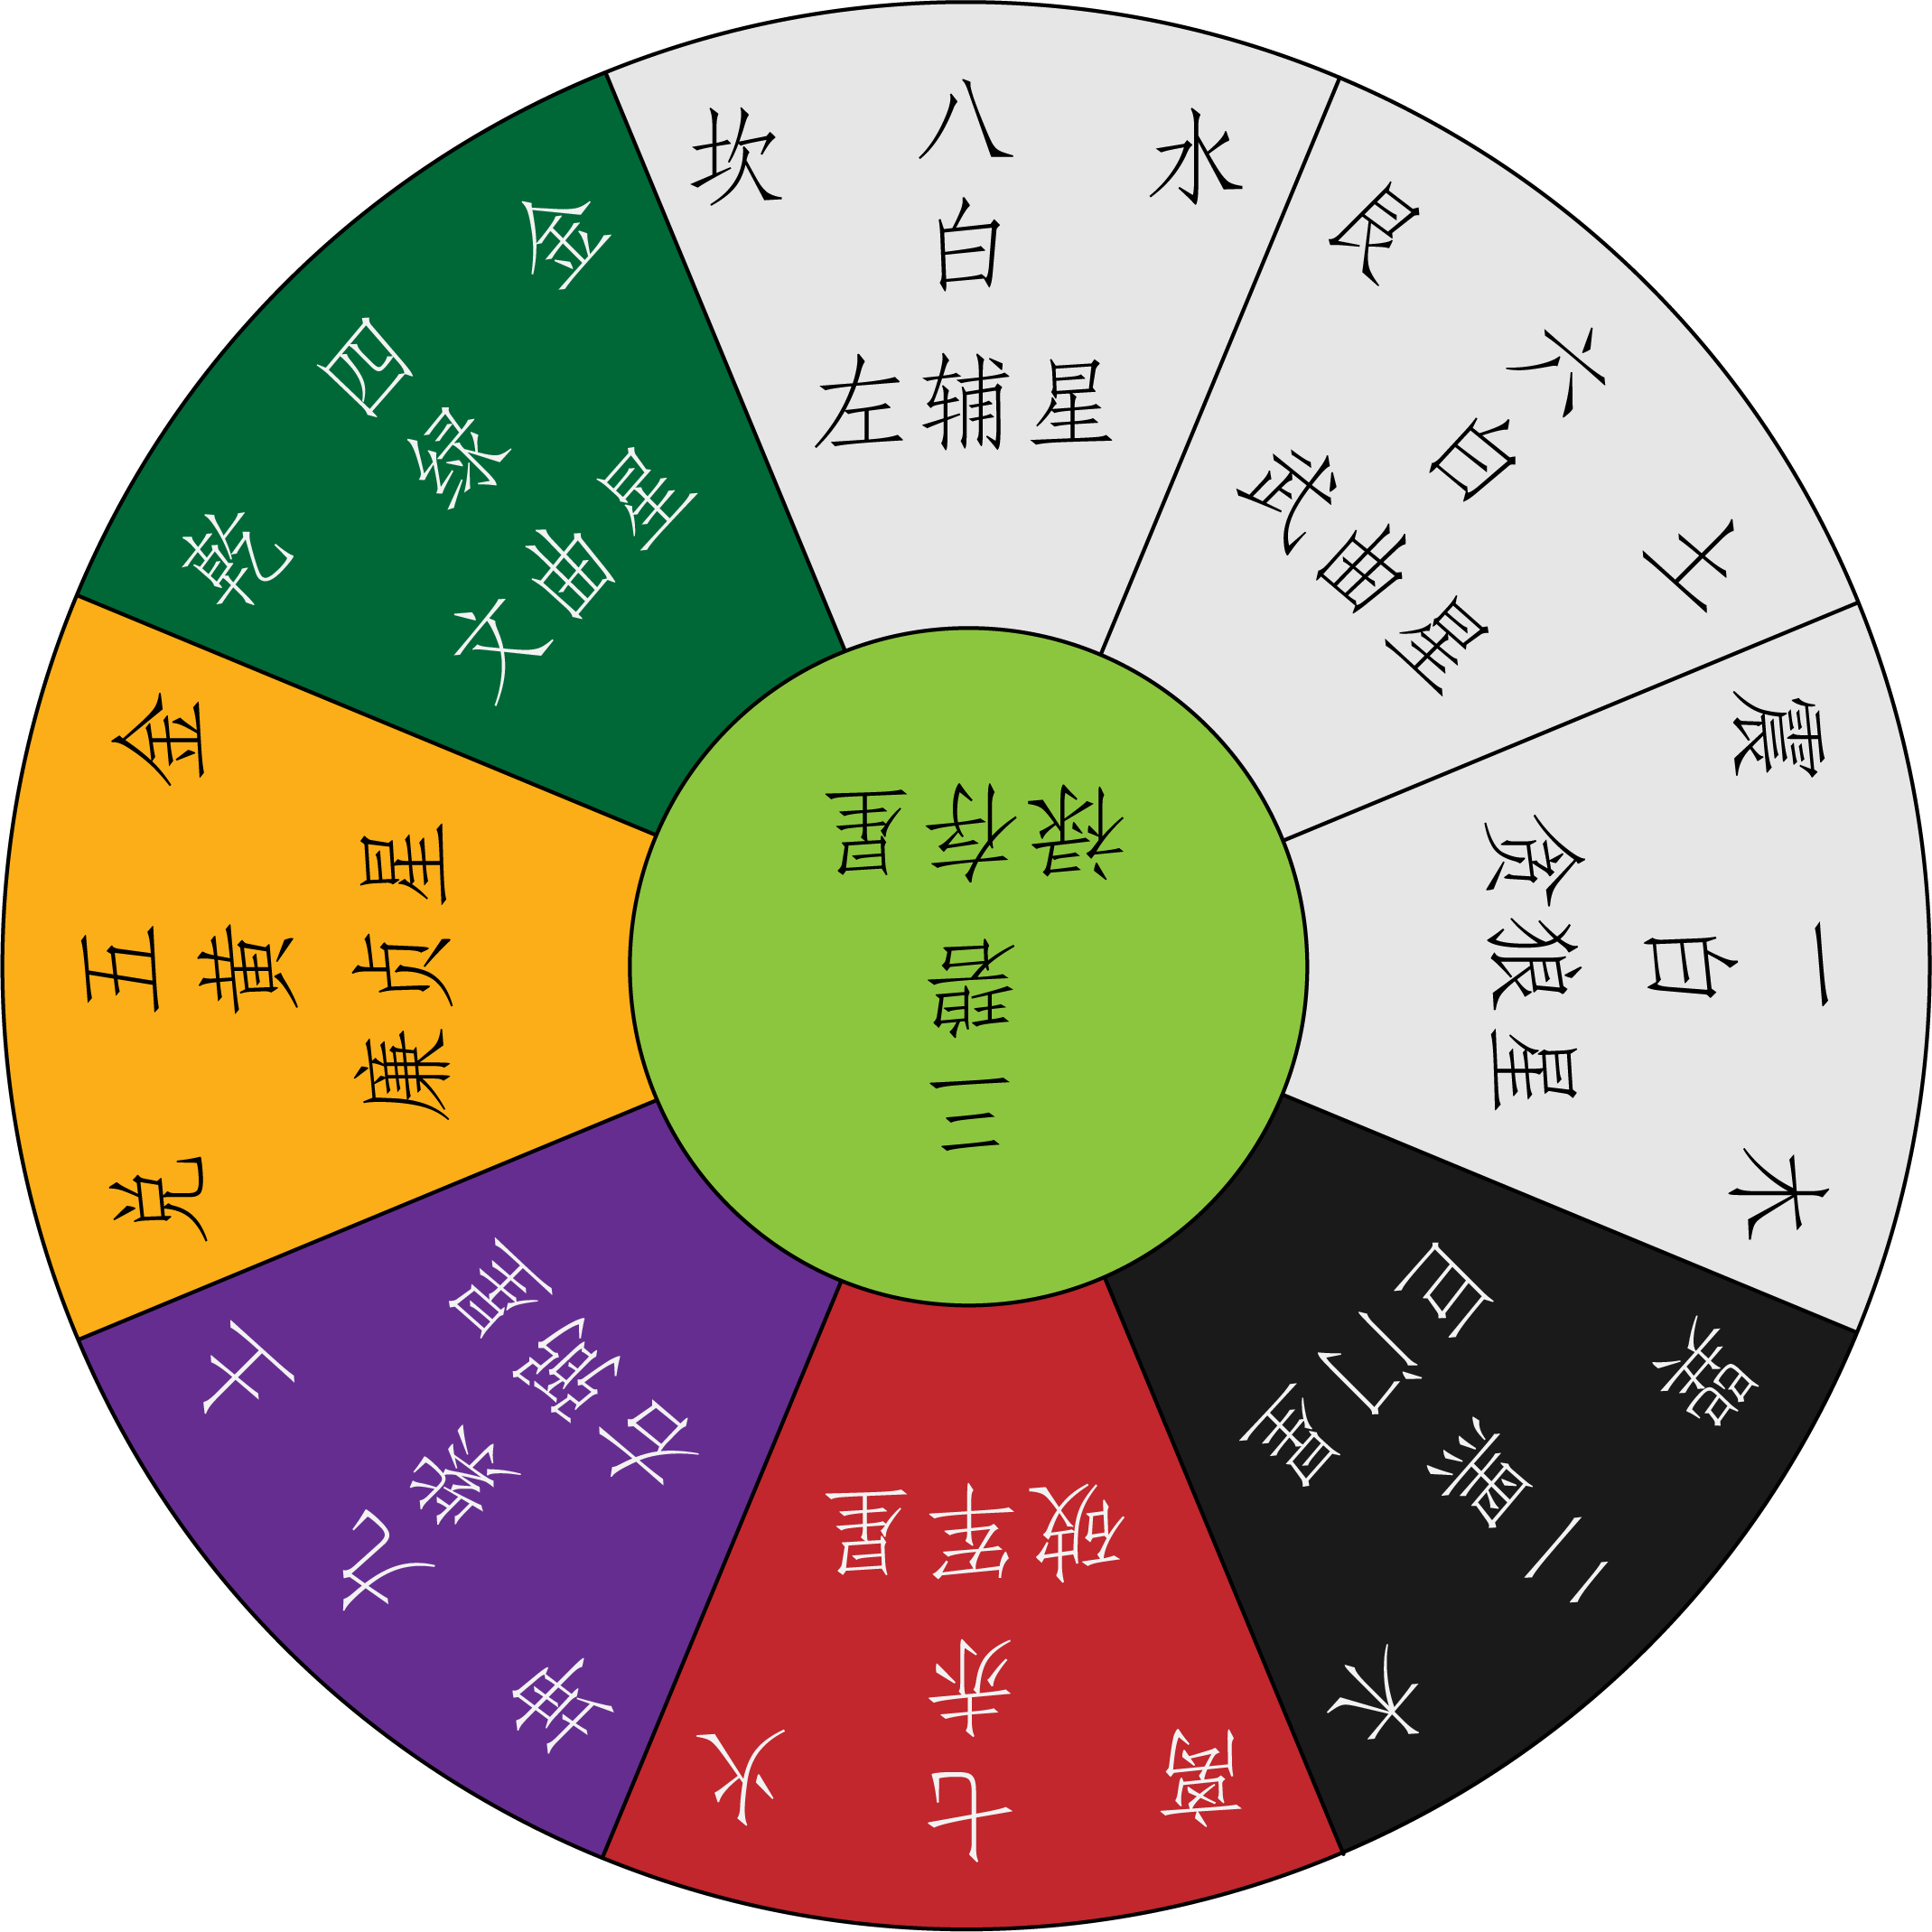 坎 八 水
白
左辅星
艮 六 土
白
武曲星
震 一 木
白
贪狼星
巽 二 木
黑
巨门星
离 七 火
赤
破军星
坤 九 土
紫
右弼星
兑 五 金
黄
廉贞星
乾 四 金
绿
文曲星
三
碧
禄存星